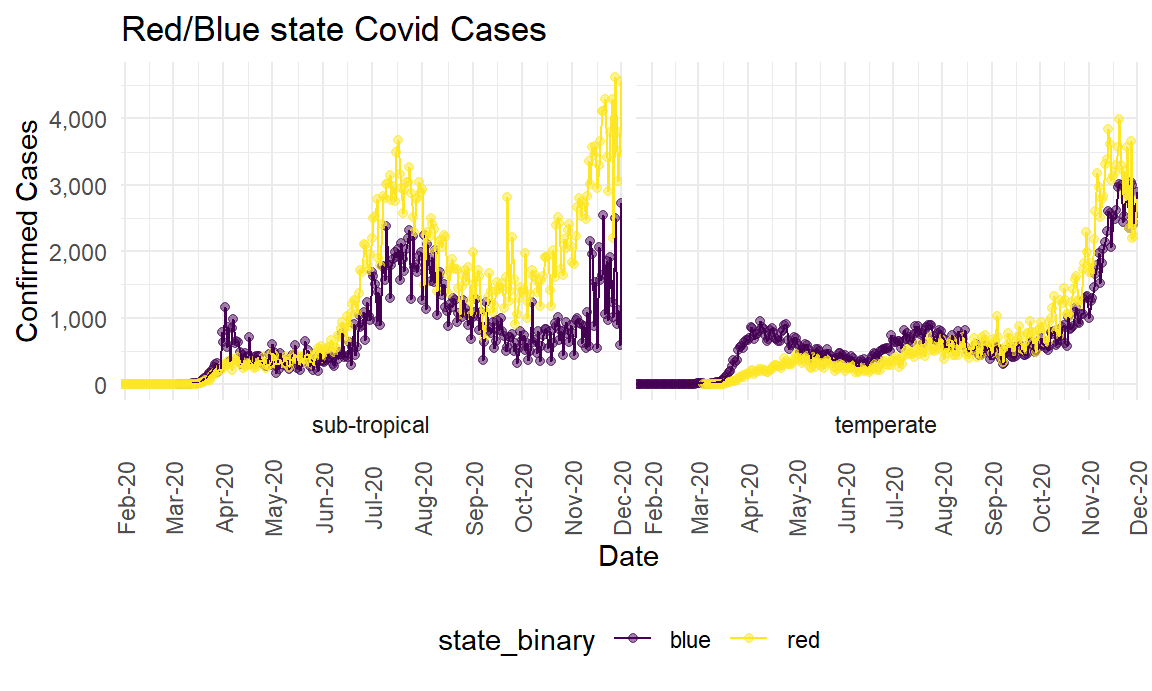 Red/Blue state Covid Cases
Confirmed Cases
4,000
3,000
2,000
1,000
0
sub-tropical
temperate
Feb-20
Mar-20
Apr-20
May-20
Jun-20
Jul-20
Aug-20
Sep-20
Oct-20
Nov-20
Dec-20
Feb-20
Mar-20
Apr-20
May-20
Jun-20
Jul-20
Aug-20
Sep-20
Oct-20
Nov-20
Dec-20
Date
state_binary blue red